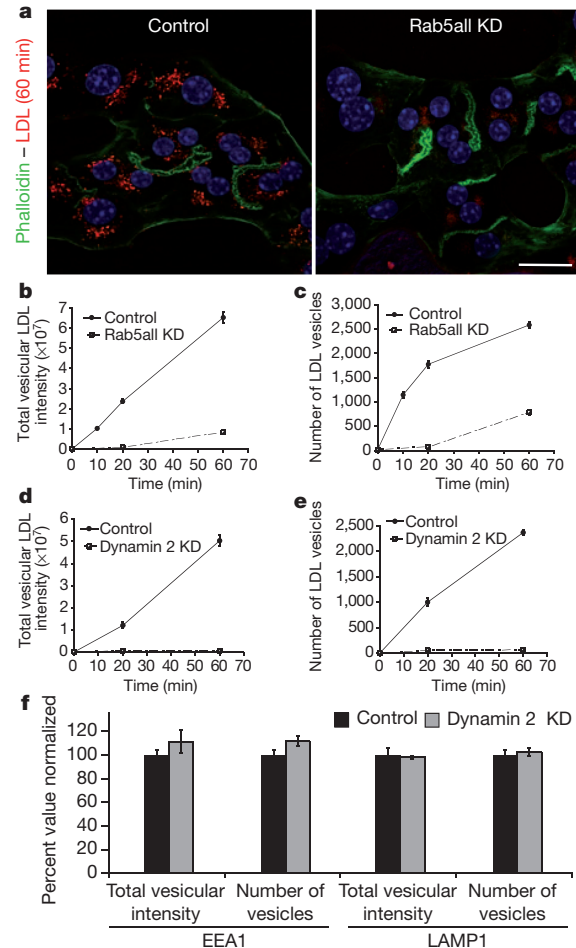 a
Control
Rab5all KD
Phalloidin – LDL (60 min)
b
Total vesicular LDL
intensity (×10⁷)
7
6
5
4
3
2
1
0
Control
Rab5all KD
0 10 20 30 40 50 60 70
Time (min)
c
Number of LDL vesicles
3,000
2,500
2,000
1,500
1,000
500
0
Control
Rab5all KD
0 10 20 30 40 50 60 70
Time (min)
d
Total vesicular LDL
intensity (×10⁷)
6
5
4
3
2
1
0
Control
Dynamin 2 KD
0 10 20 30 40 50 60 70
Time (min)
e
Number of LDL vesicles
2,500
2,000
1,500
1,000
500
0
Control
Dynamin 2 KD
0 10 20 30 40 50 60 70
Time (min)
f
Percent value normalized
120
100
80
60
40
20
0
Control
Dynamin 2 KD
Total vesicular
intensity
Number of
vesicles
Total vesicular
intensity
Number of
vesicles
EEA1
LAMP1